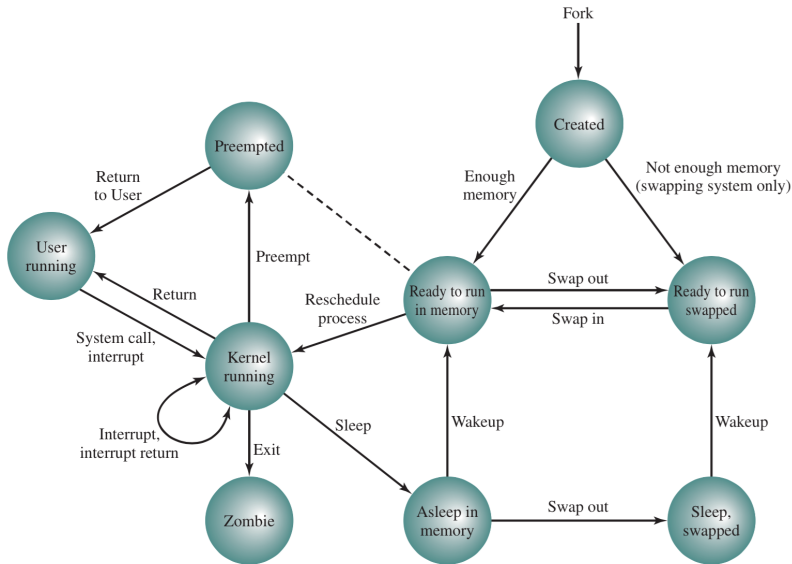 Fork
Created
Preempted
Return
to User
Enough
memory
Not enough memory
(swapping system only)
User
running
Preempt
Return
Reschedule
process
Ready to run
in memory
Swap out
Swap in
Ready to run
swapped
System call,
interrupt
Kernel
running
Interrupt,
interrupt return
Sleep
Wakeup
Wakeup
Exit
Zombie
Asleep in
memory
Swap out
Sleep,
swapped